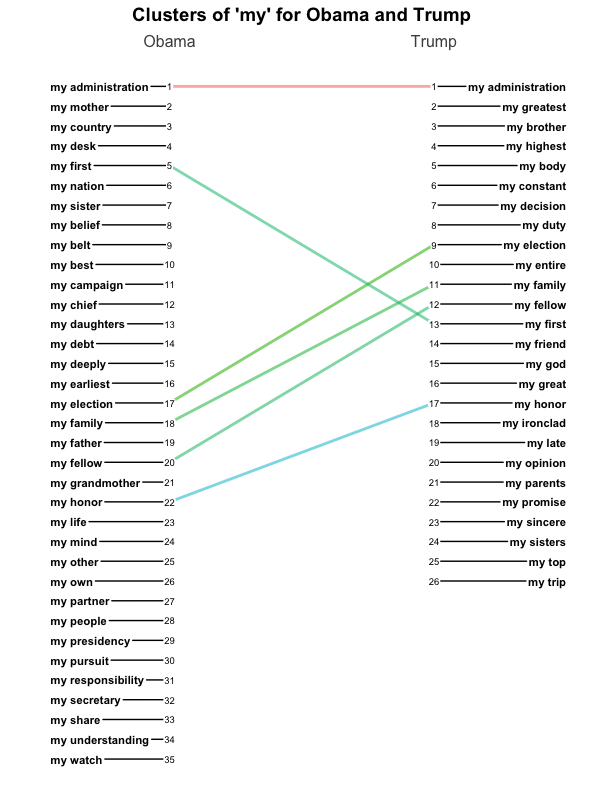 Clusters of 'my' for Obama and Trump
Obama Trump
my administration 1 1 my administration
my mother 2 2 my greatest
my country 3 3 my brother
my desk 4 4 my highest
my first 5 5 my body
my nation 6 6 my constant
my sister 7 7 my decision
my belief 8 8 my duty
my belt 9 9 my election
my best 10 10 my entire
my campaign 11 11 my family
my chief 12 12 my fellow
my daughters 13 13 my first
my debt 14 14 my friend
my deeply 15 15 my god
my earliest 16 16 my great
my election 17 17 my honor
my family 18 18 my ironclad
my father 19 19 my late
my fellow 20 20 my opinion
my grandmother 21 21 my parents
my honor 22 22 my promise
my life 23 23 my sincere
my mind 24 24 my sisters
my other 25 25 my top
my own 26 26 my trip
my partner 27
my people 28
my presidency 29
my pursuit 30
my responsibility 31
my secretary 32
my share 33
my understanding 34
my watch 35